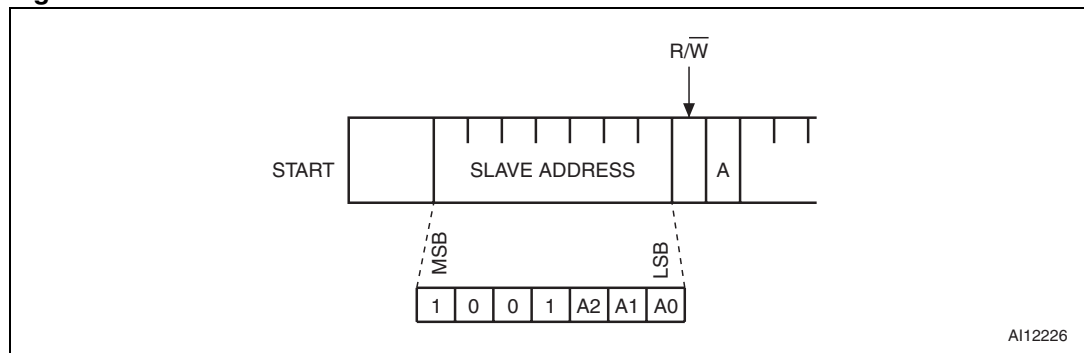 R/W̅
START
SLAVE ADDRESS
A
MSB
LSB
1 0 0 1 A2 A1 A0
AI12226